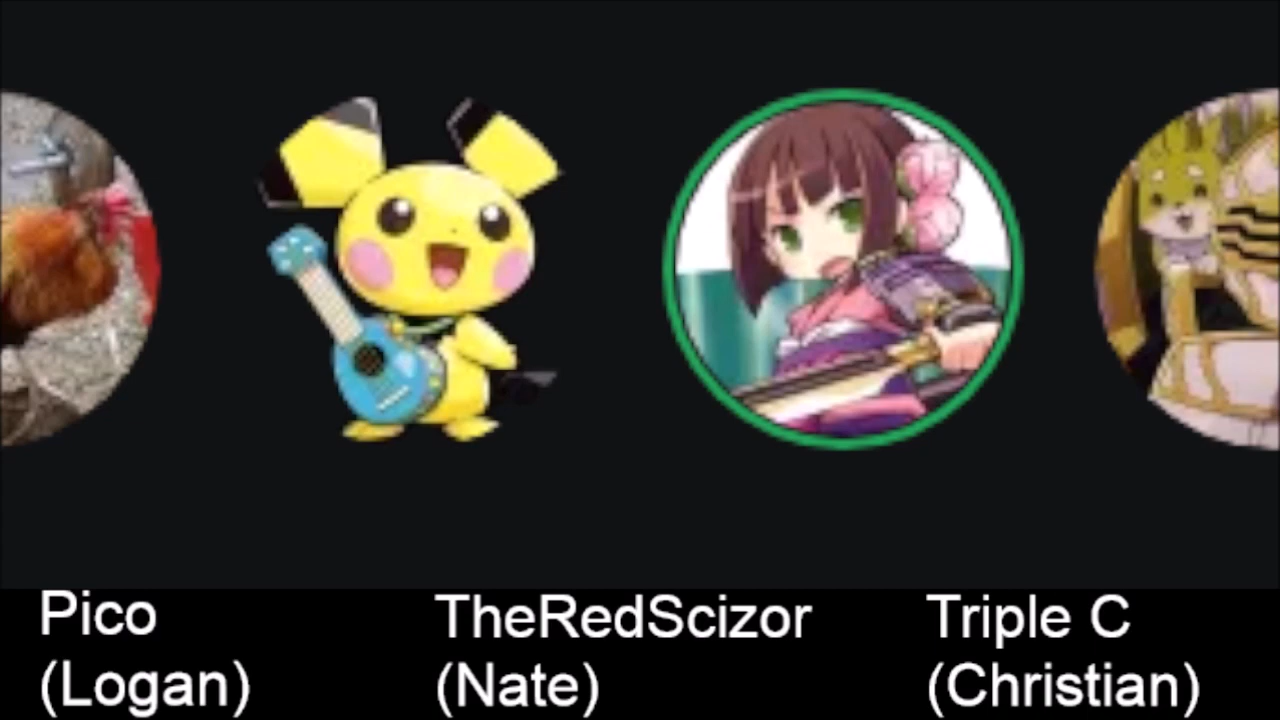 Pico
(Logan)
TheRedScizor
(Nate)
Triple C
(Christian)